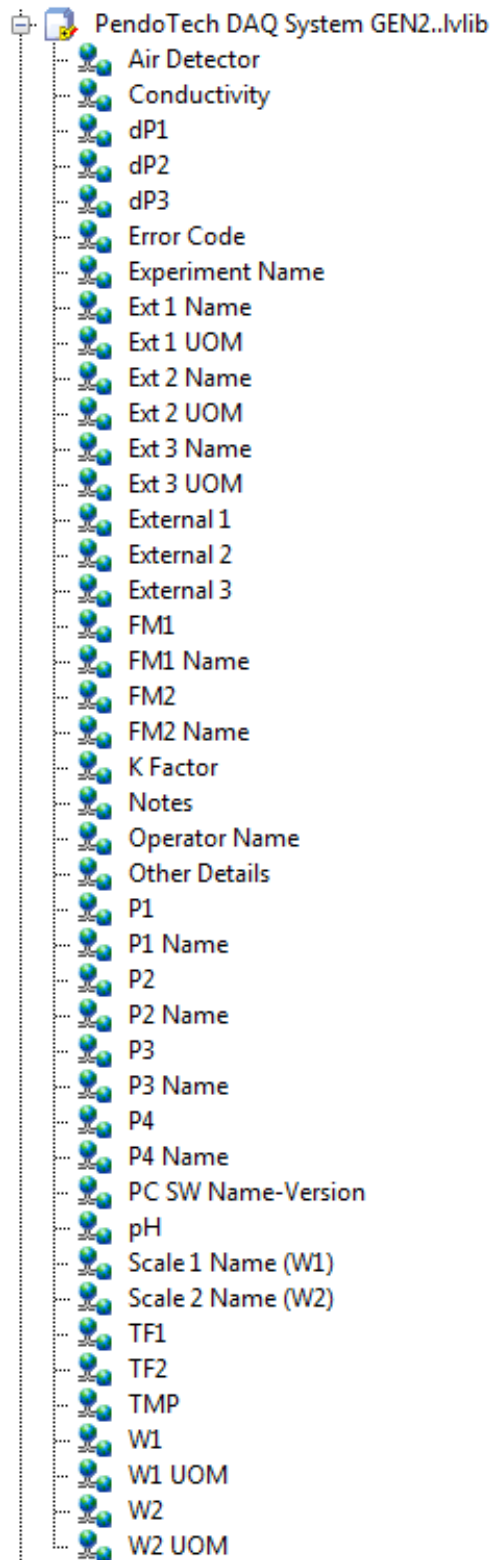 PendoTech DAQ System GEN2..lvlib
Air Detector
Conductivity
dP1
dP2
dP3
Error Code
Experiment Name
Ext 1 Name
Ext 1 UOM
Ext 2 Name
Ext 2 UOM
Ext 3 Name
Ext 3 UOM
External 1
External 2
External 3
FM1
FM1 Name
FM2
FM2 Name
K Factor
Notes
Operator Name
Other Details
P1
P1 Name
P2
P2 Name
P3
P3 Name
P4
P4 Name
PC SW Name-Version
pH
Scale 1 Name (W1)
Scale 2 Name (W2)
TF1
TF2
TMP
W1
W1 UOM
W2
W2 UOM